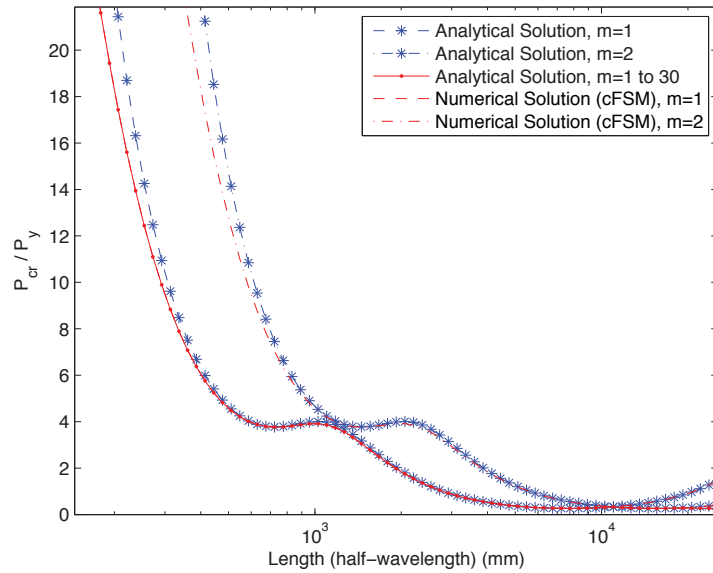 P_cr / P_y
20
18
16
14
12
10
8
6
4
2
0
10^3
10^4
Length (half−wavelength) (mm)
Analytical Solution, m=1
Analytical Solution, m=2
Analytical Solution, m=1 to 30
Numerical Solution (cFSM), m=1
Numerical Solution (cFSM), m=2